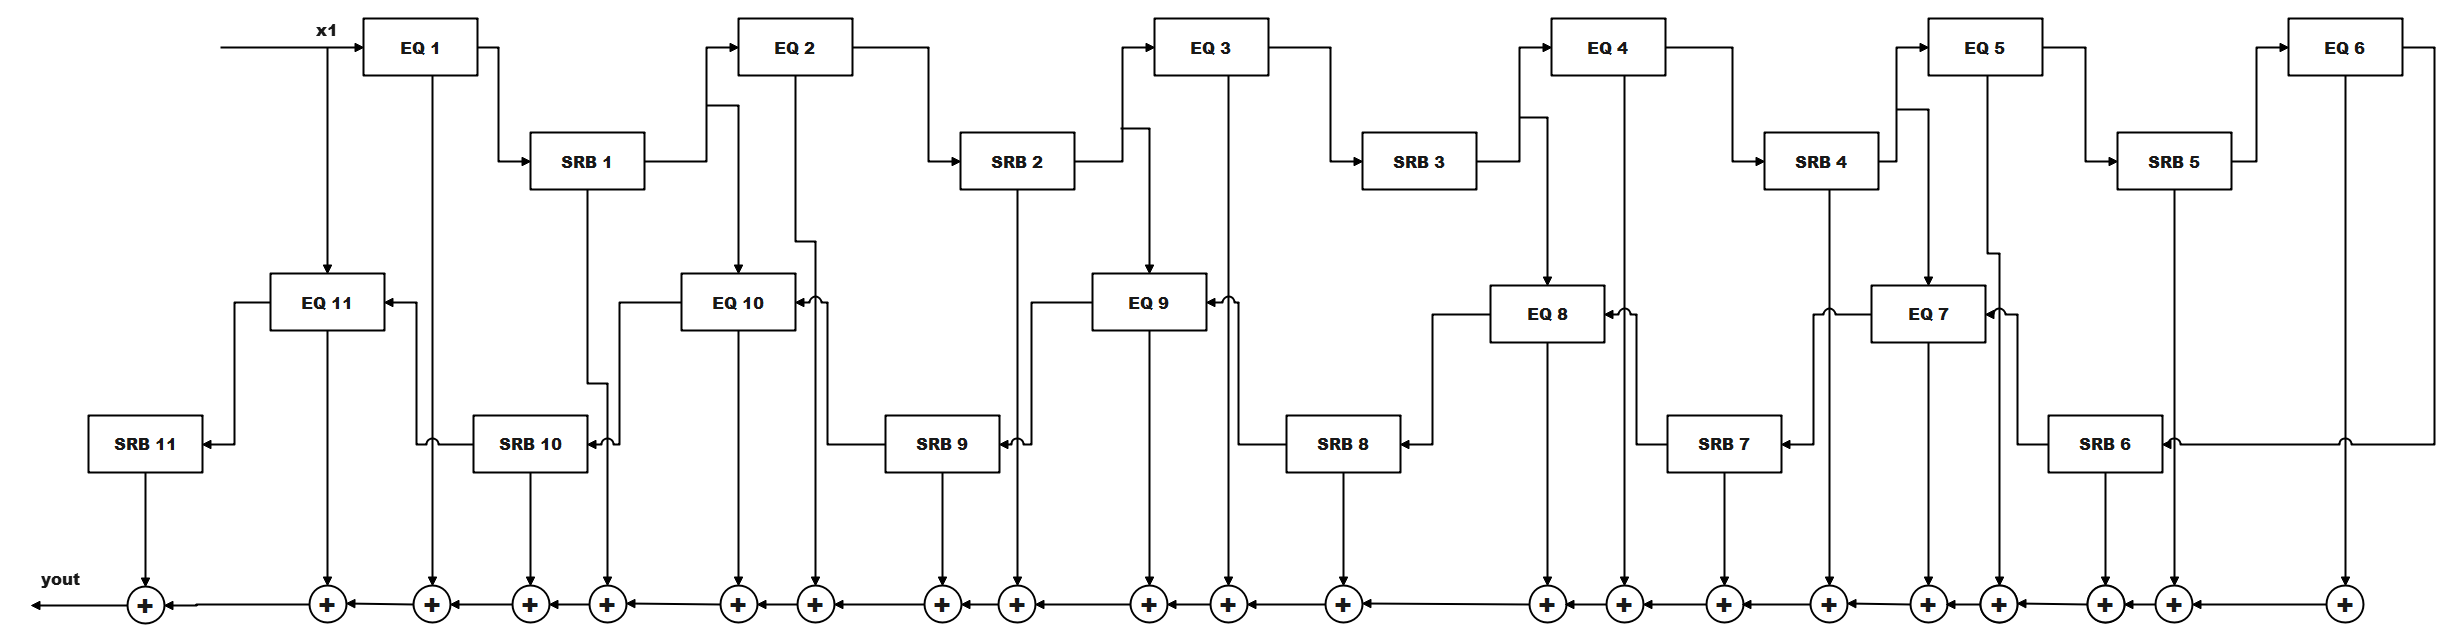 x1
EQ 1
EQ 2
EQ 3
EQ 4
EQ 5
EQ 6
SRB 1
SRB 2
SRB 3
SRB 4
SRB 5
EQ 11
EQ 10
EQ 9
EQ 8
EQ 7
SRB 11
SRB 10
SRB 9
SRB 8
SRB 7
SRB 6
yout
+ + + + + + + + + + + + + + + + + + + + +